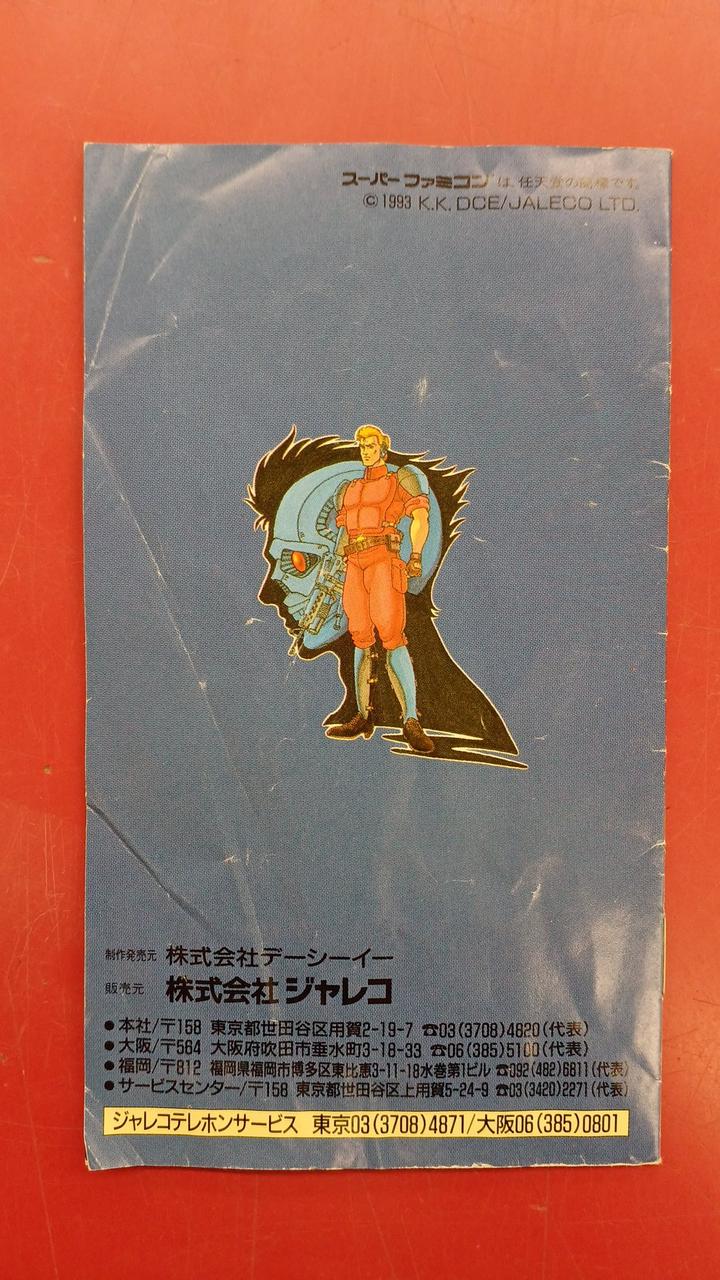 スーパーファミコン®は、任天堂の商標です。
©1993 K.K. DCE/JALECO LTD.
制作発売元 株式会社デーシーイー
販売元 株式会社ジャレコ
●本社/〒158 東京都世田谷区用賀2-19-7 ☎03(3708)4820(代表)
●大阪/〒564 大阪府吹田市垂水町3-18-33 ☎06(385)5100(代表)
●福岡/〒812 福岡県福岡市博多区東比恵3-11-18水巻第1ビル ☎092(482)6811(代表)
●サービスセンター/〒158 東京都世田谷区上用賀5-24-9 ☎03(3420)2271(代表)
ジャレコテレホンサービス 東京03(3708)4871/大阪06(385)0801